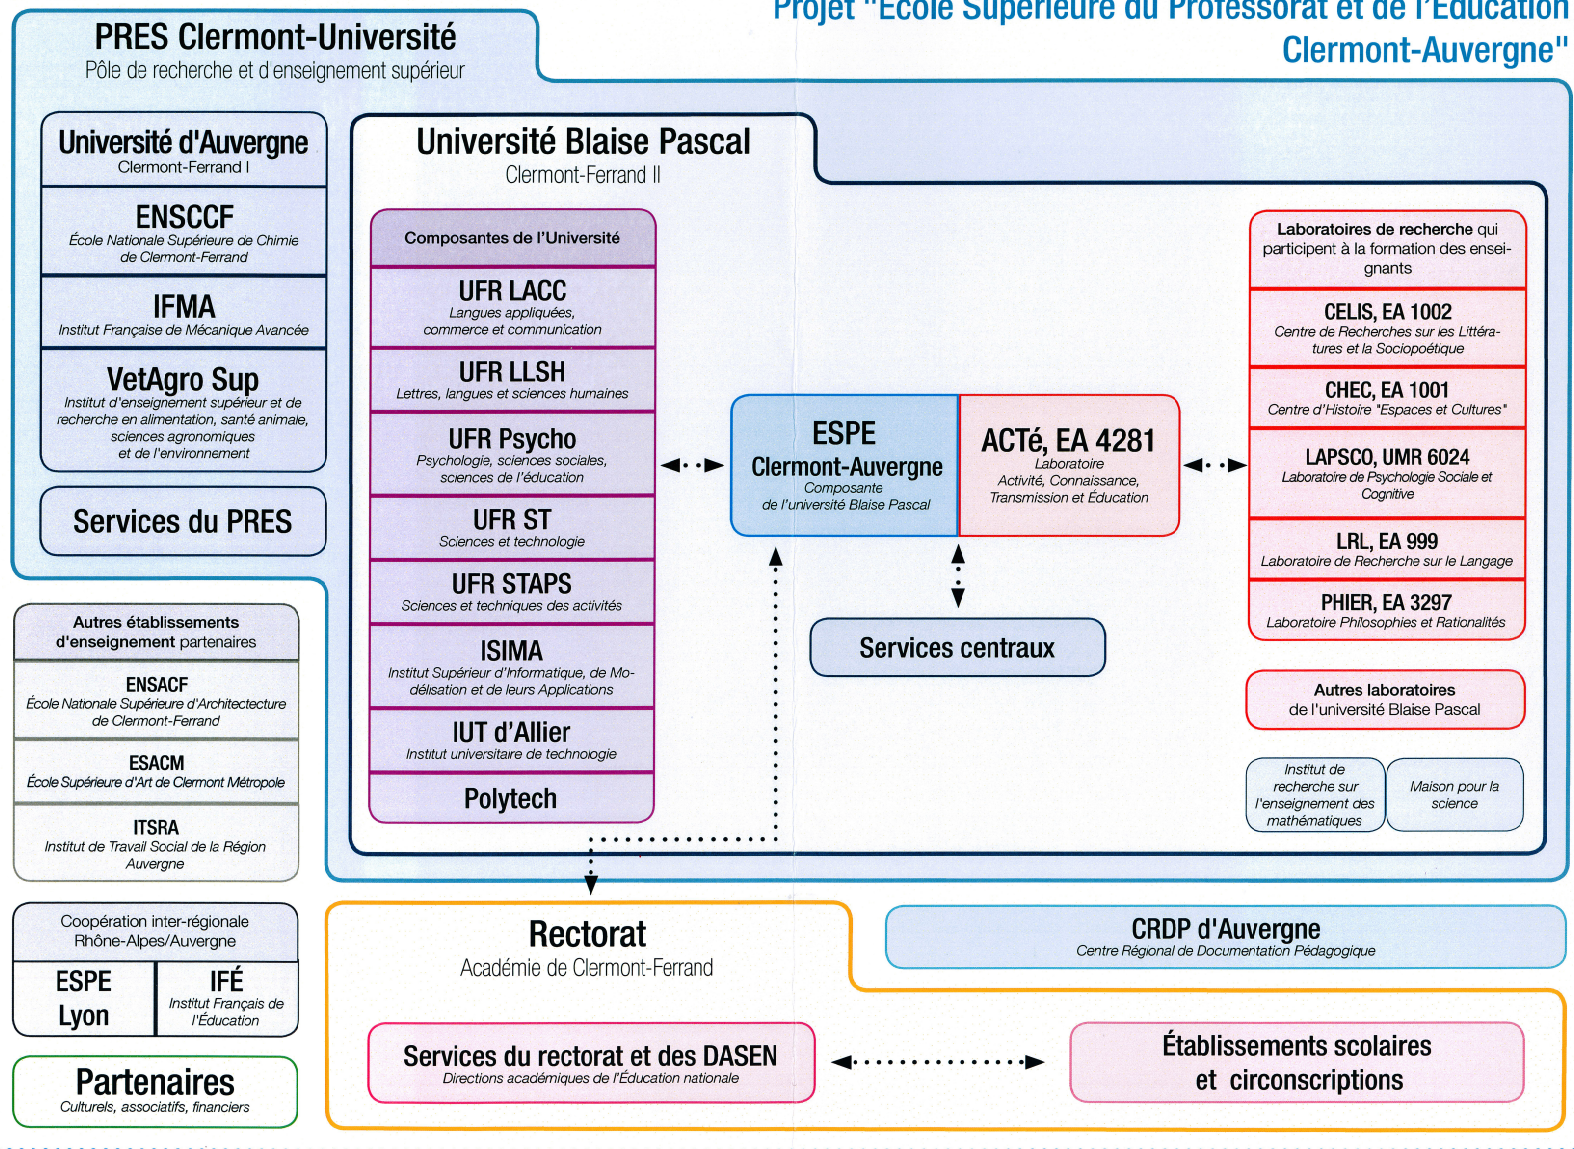 Projet "École Supérieure du Professorat et de l'Éducation
Clermont-Auvergne"
PRES Clermont-Université
Pôle de recherche et d'enseignement supérieur
Université d'Auvergne
Clermont-Ferrand I
ENSCCF
École Nationale Supérieure de Chimie
de Clermont-Ferrand
IFMA
Institut Française de Mécanique Avancée
VetAgro Sup
Institut d'enseignement supérieur et de
recherche en alimentation, santé animale,
sciences agronomiques
et de l'environnement
Services du PRES
Université Blaise Pascal
Clermont-Ferrand II
Composantes de l'Université
UFR LACC
Langues appliquées,
commerce et communication
UFR LLSH
Lettres, langues et sciences humaines
UFR Psycho
Psychologie, sciences sociales,
sciences de l'éducation
UFR ST
Sciences et technologie
UFR STAPS
Sciences et techniques des activités
ISIMA
Institut Supérieur d'Informatique, de Mo-
délisation et de leurs Applications
IUT d'Allier
Institut universitaire de technologie
Polytech
ESPE
Clermont-Auvergne
Composante
de l'université Blaise Pascal
ACTé, EA 4281
Laboratoire
Activité, Connaissance,
Transmission et Éducation
Services centraux
Laboratoires de recherche qui
participent à la formation des ensei-
gnants
CELIS, EA 1002
Centre de Recherches sur les Littéra-
tures et la Sociopoétique
CHEC, EA 1001
Centre d'Histoire "Espaces et Cultures"
LAPSCO, UMR 6024
Laboratoire de Psychologie Sociale et
Cognitive
LRL, EA 999
Laboratoire de Recherche sur le Langage
PHIER, EA 3297
Laboratoire Philosophies et Rationalités
Autres laboratoires
de l'université Blaise Pascal
Institut de
recherche sur
l'enseignement des
mathématiques
Maison pour la
science
Autres établissements
d'enseignement partenaires
ENSACF
École Nationale Supérieure d'Architectecture
de Clermont-Ferrand
ESACM
École Supérieure d'Art de Clermont Métropole
ITSRA
Institut de Travail Social de la Région
Auvergne
Coopération inter-régionale
Rhône-Alpes/Auvergne
ESPE
Lyon
IFÉ
Institut Français de
l'Éducation
Partenaires
Culturels, associatifs, financiers
Rectorat
Académie de Clermont-Ferrand
Services du rectorat et des DASEN
Directions académiques de l'Éducation nationale
Établissements scolaires
et circonscriptions
CRDP d'Auvergne
Centre Régional de Documentation Pédagogique